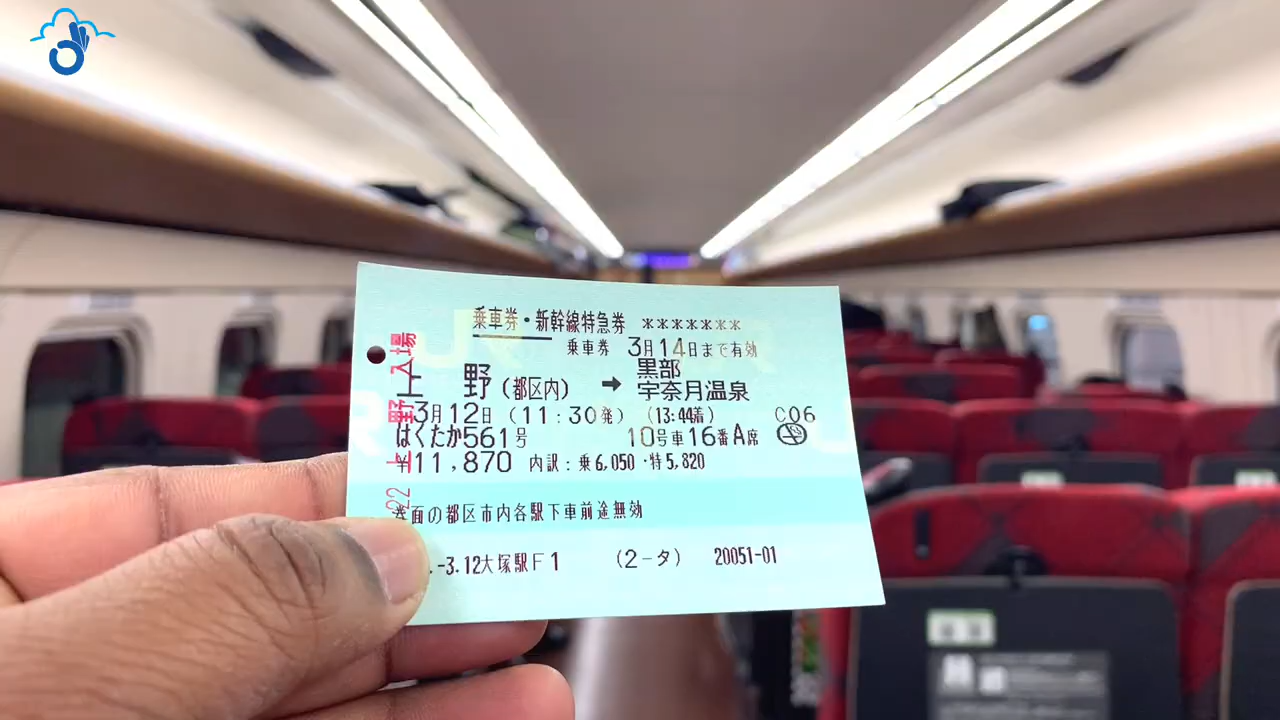 乗車券・新幹線特急券 *******
乗車券 3月14日まで有効
上 野(都区内) ➡ 黒部宇奈月温泉
3月12日 (11:30発) (13:44着) C06
はくたか561号 10号車16番A席
¥11,870 内訳:乗6,050・特5,820
券面の都区市内各駅下車前途無効
.-3.12大塚駅F1 (2-タ) 20051-01
入場
上野
22